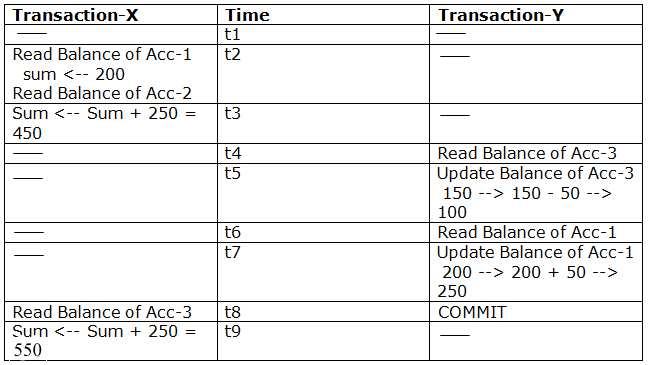 Transaction-X Time Transaction-Y
—— t1 ——
Read Balance of Acc-1 t2 ——
sum <-- 200
Read Balance of Acc-2
Sum <-- Sum + 250 = t3 ——
450
—— t4 Read Balance of Acc-3
—— t5 Update Balance of Acc-3
150 --> 150 - 50 -->
100
—— t6 Read Balance of Acc-1
—— t7 Update Balance of Acc-1
200 --> 200 + 50 -->
250
Read Balance of Acc-3 t8 COMMIT
Sum <-- Sum + 250 = t9 ——
550